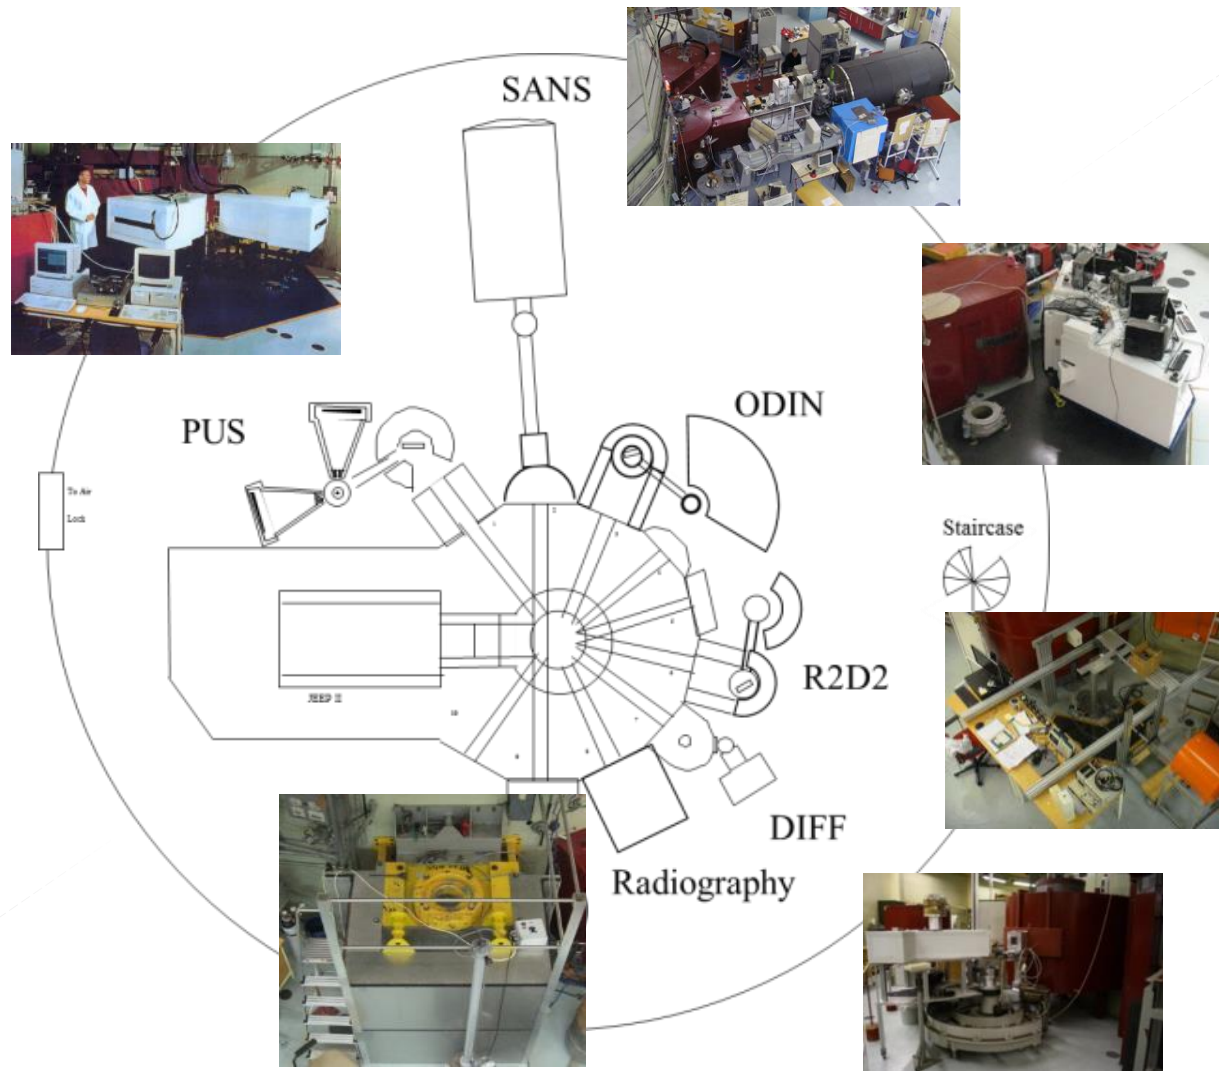 SANS
ODIN
PUS
To Air
Lock
Staircase
R2D2
JEEP II
DIFF
Radiography